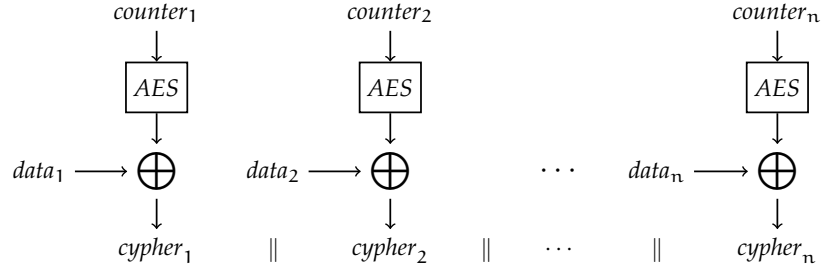 counter₁ counter₂ counterₙ
AES AES AES
data₁ data₂ · · · dataₙ
cypher₁ || cypher₂ || · · · || cypherₙ